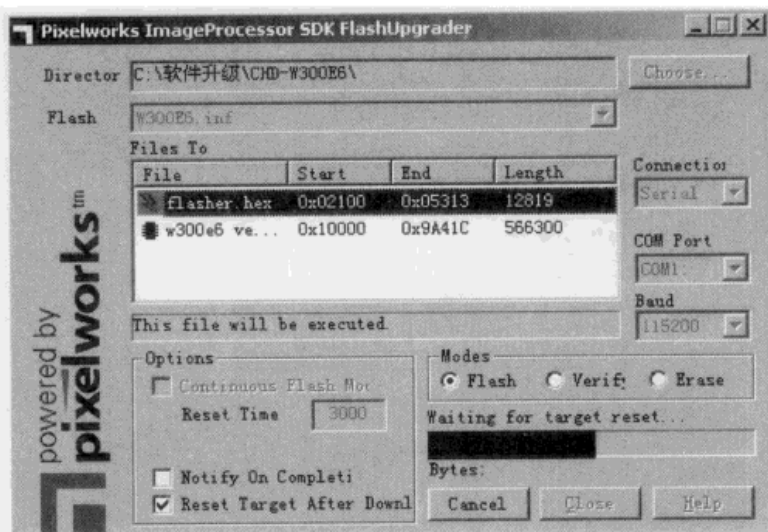 Pixelworks ImageProcessor SDK FlashUpgrader
Director C:\软件升级\CHD-W300E6\ Choose...
Flash W300E6.inf
Files To
File Start End Length
flasher.hex 0x02100 0x05313 12819
w300e6 ve... 0x10000 0x9A41C 566300
Connection
Serial
COM Port
COM1:
Baud
115200
This file will be executed
Options
Continuous Flash Mod
Reset Time 3000
Notify On Completi
Reset Target After Downl
Modes
Flash Verify Erase
Waiting for target reset...
Bytes:
Cancel Close Help
powered by
pixelworks™